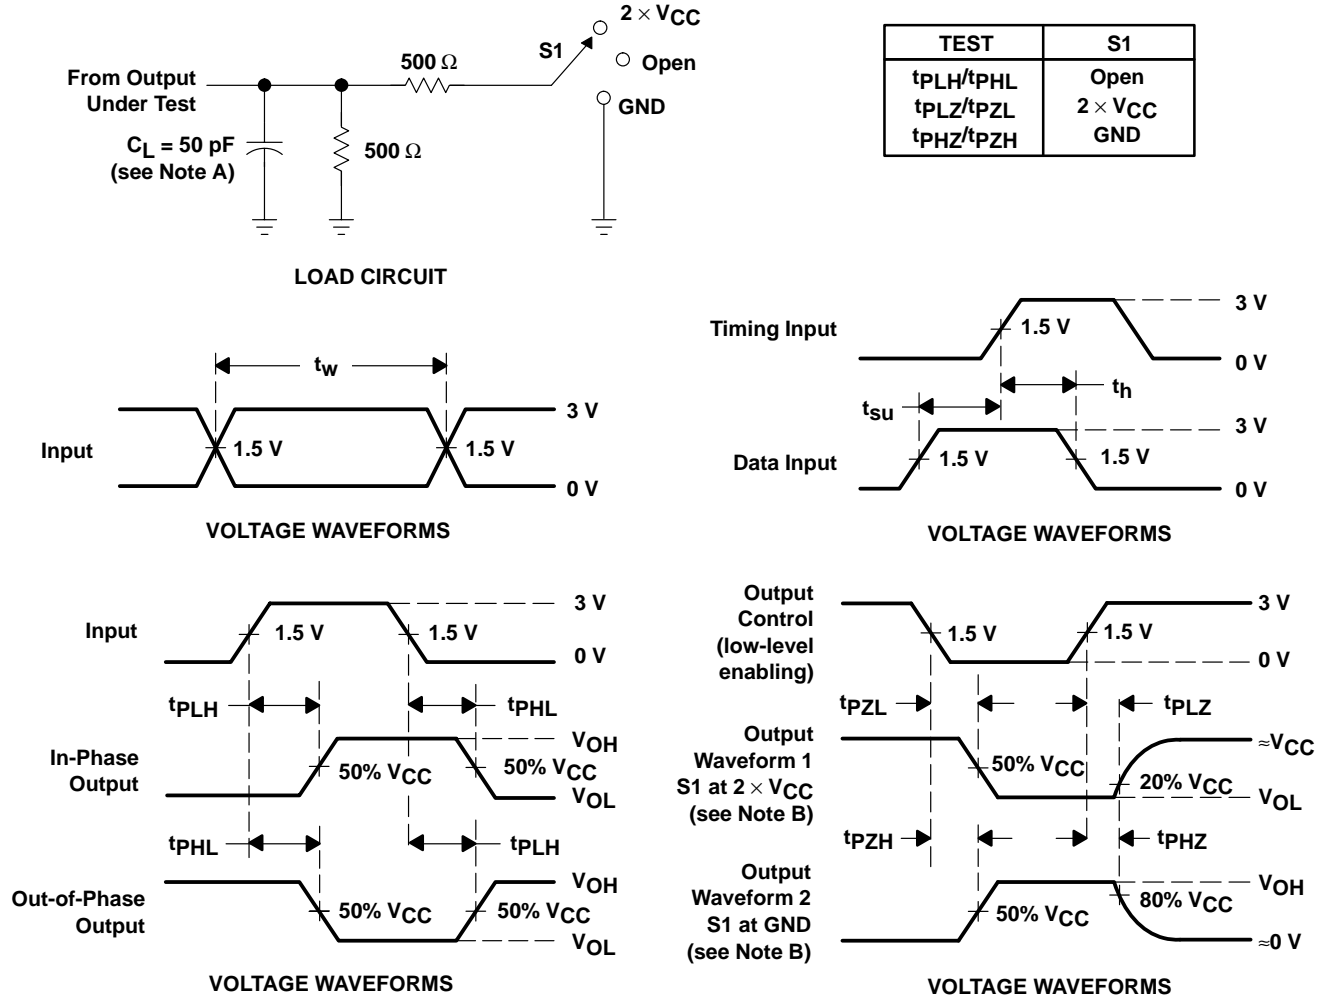 2 × VCC
S1
Open
GND
500 Ω
From Output
Under Test
CL = 50 pF
(see Note A)
500 Ω
LOAD CIRCUIT
TEST S1
tPLH/tPHL Open
tPLZ/tPZL 2 × VCC
tPHZ/tPZH GND
tw
3 V
Input
1.5 V 1.5 V
0 V
VOLTAGE WAVEFORMS
3 V
Timing Input
1.5 V
0 V
th
tsu
3 V
Data Input
1.5 V 1.5 V
0 V
VOLTAGE WAVEFORMS
3 V
Input
1.5 V 1.5 V
0 V
tPLH tPHL
VOH
In-Phase
Output
50% VCC 50% VCC
VOL
tPHL tPLH
VOH
Out-of-Phase
Output
50% VCC 50% VCC
VOL
VOLTAGE WAVEFORMS
Output
Control
(low-level
enabling)
3 V
1.5 V 1.5 V
0 V
tPZL tPLZ
Output
Waveform 1
S1 at 2 × VCC
(see Note B)
≈VCC
50% VCC 20% VCC
VOL
tPZH tPHZ
Output
Waveform 2
S1 at GND
(see Note B)
VOH
50% VCC 80% VCC
≈0 V
VOLTAGE WAVEFORMS